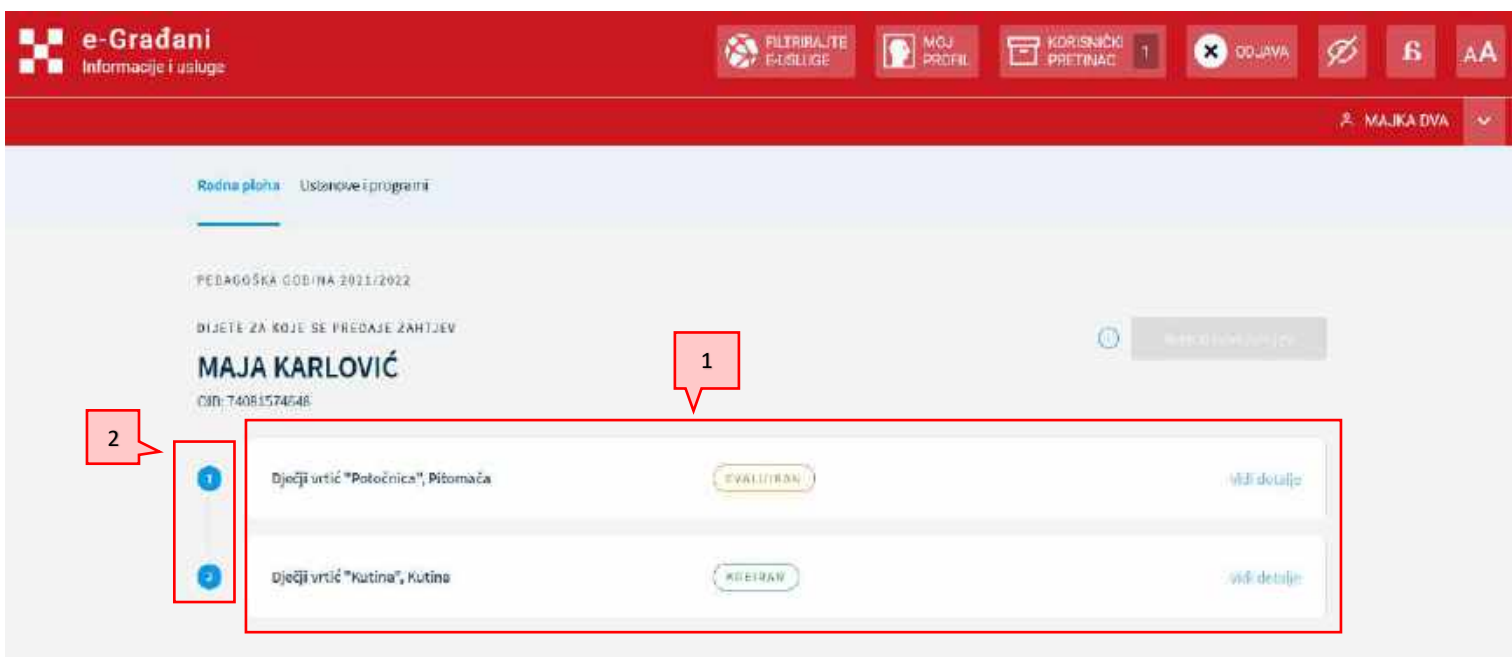 e-Građani
Informacije i usluge
FILTRIRAJTE
E-USLUGE
MOJ
PROFIL
KORISNIČKI
PRETINAC
1
ODJAVA
AA
MAJKA DVA
Radna ploha
Ustanove i programi
PEDAGOŠKA GODINA 2021/2022
DIJETE ZA KOJE SE PREDAJE ZAHTJEV
MAJA KARLOVIĆ
1
OIB: 74081574648
2
1
Dječji vrtić "Potočnica", Pitomača
EVALUIRAN
vidi detalje
2
Dječji vrtić "Kutina", Kutina
KREIRAN
vidi detalje